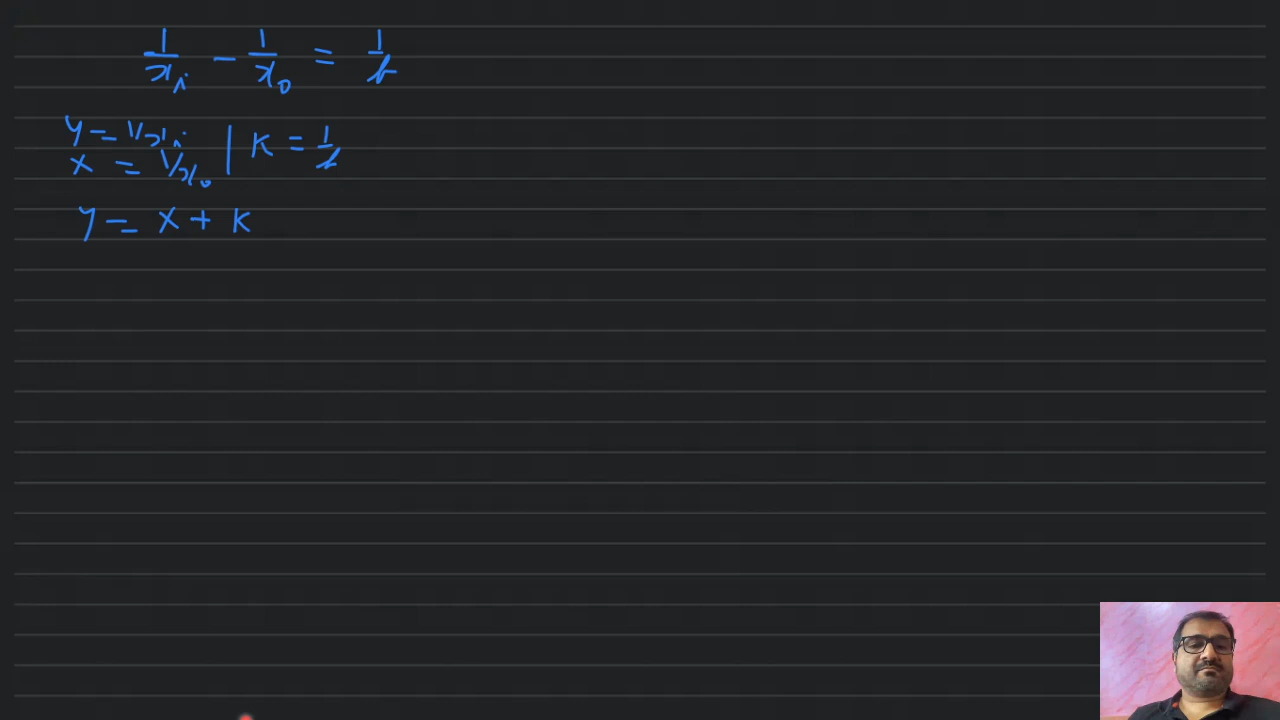 1/xᵢ − 1/x₀ = 1/f
y = 1/xᵢ | K = 1/f
x = 1/x₀
y = x + K